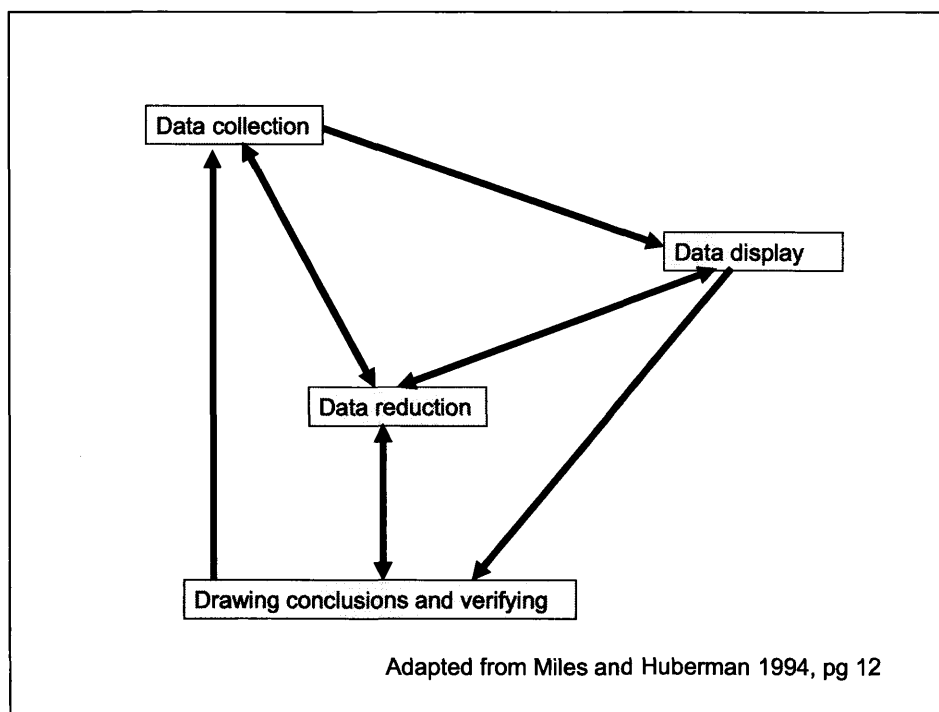 Data collection
Data display
Data reduction
Drawing conclusions and verifying
Adapted from Miles and Huberman 1994, pg 12